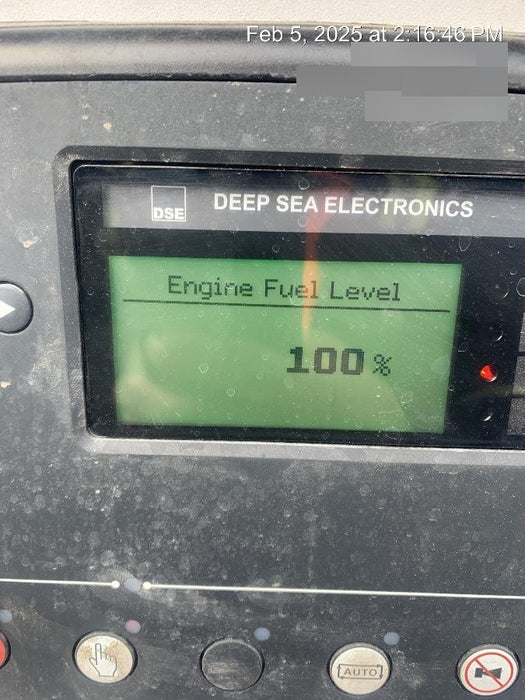 Feb 5, 2025 at 2:16:46 PM
DSE DEEP SEA ELECTRONICS
Engine Fuel Level
100%
AUTO